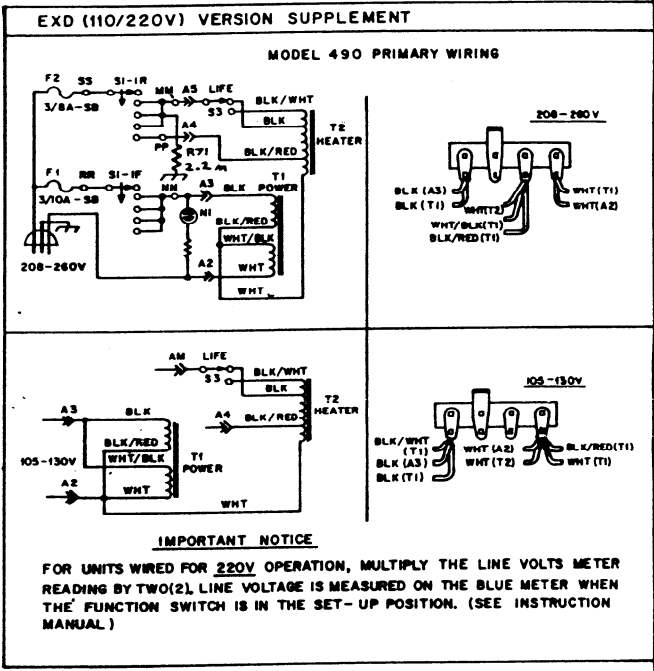 EXD (110/220V) VERSION SUPPLEMENT
MODEL 490 PRIMARY WIRING
F2 SS S1-1R MM A5 LIFE
S3
BLK/WHT
BLK
3/8A-SB
A4
T2
HEATER
PP
R71
2.2M
BLK/RED
F1 RR S1-1F
NN
A3
BLK
T1
POWER
3/10A-SB
N1
BLK/RED
WHT/BLK
A2
WHT
WHT
208-260V
208-260V
BLK (A3)
BLK (T1)
WHT(T2)
WHT/BLK(T1)
BLK/RED(T1)
WHT(T1)
WHT(A2)
AM LIFE
S3
BLK/WHT
BLK
T2
HEATER
A4
BLK/RED
A3
BLK
BLK/RED
WHT/BLK
T1
POWER
105-130V
A2
WHT
WHT
105-130V
BLK/WHT
(T1)
BLK (A3)
BLK (T1)
WHT (A2)
WHT (T2)
BLK/RED(T1)
WHT (T1)
IMPORTANT NOTICE
FOR UNITS WIRED FOR 220V OPERATION, MULTIPLY THE LINE VOLTS METER
READING BY TWO(2). LINE VOLTAGE IS MEASURED ON THE BLUE METER WHEN
THE FUNCTION SWITCH IS IN THE SET-UP POSITION. (SEE INSTRUCTION
MANUAL)